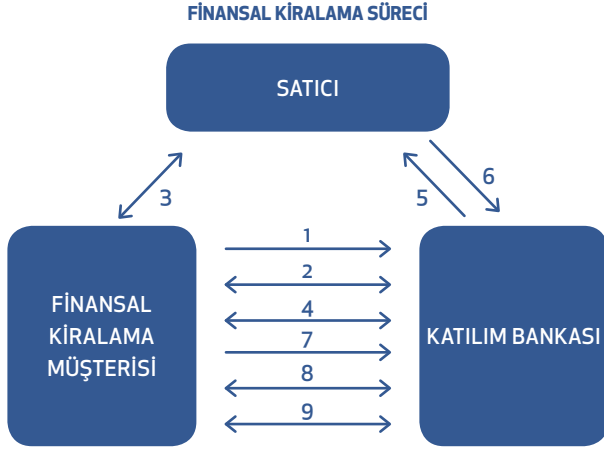 FİNANSAL KİRALAMA SÜRECİ
SATICI
3
5
6
1
2
4
7
8
9
FİNANSAL
KİRALAMA
MÜŞTERİSİ
KATILIM BANKASI